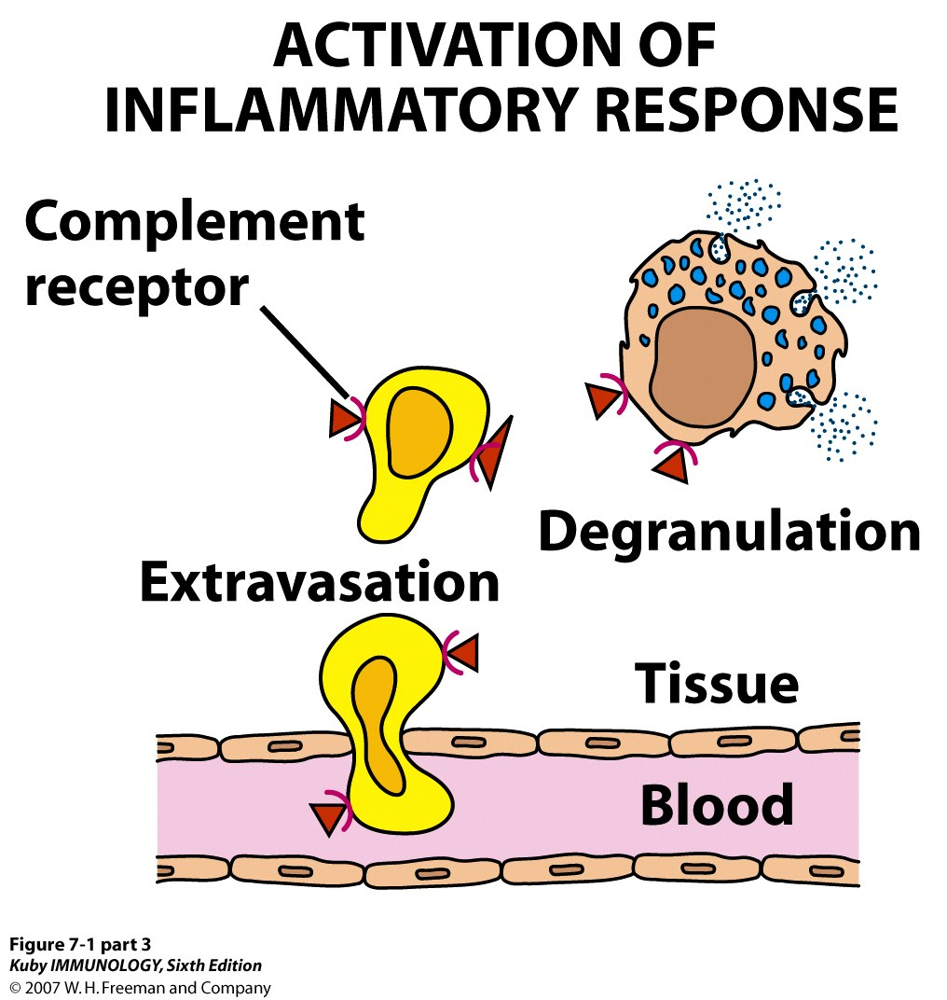 ACTIVATION OF
INFLAMMATORY RESPONSE
Complement
receptor
Degranulation
Extravasation
Tissue
Blood
Figure 7-1 part 3
Kuby IMMUNOLOGY, Sixth Edition
© 2007 W. H. Freeman and Company